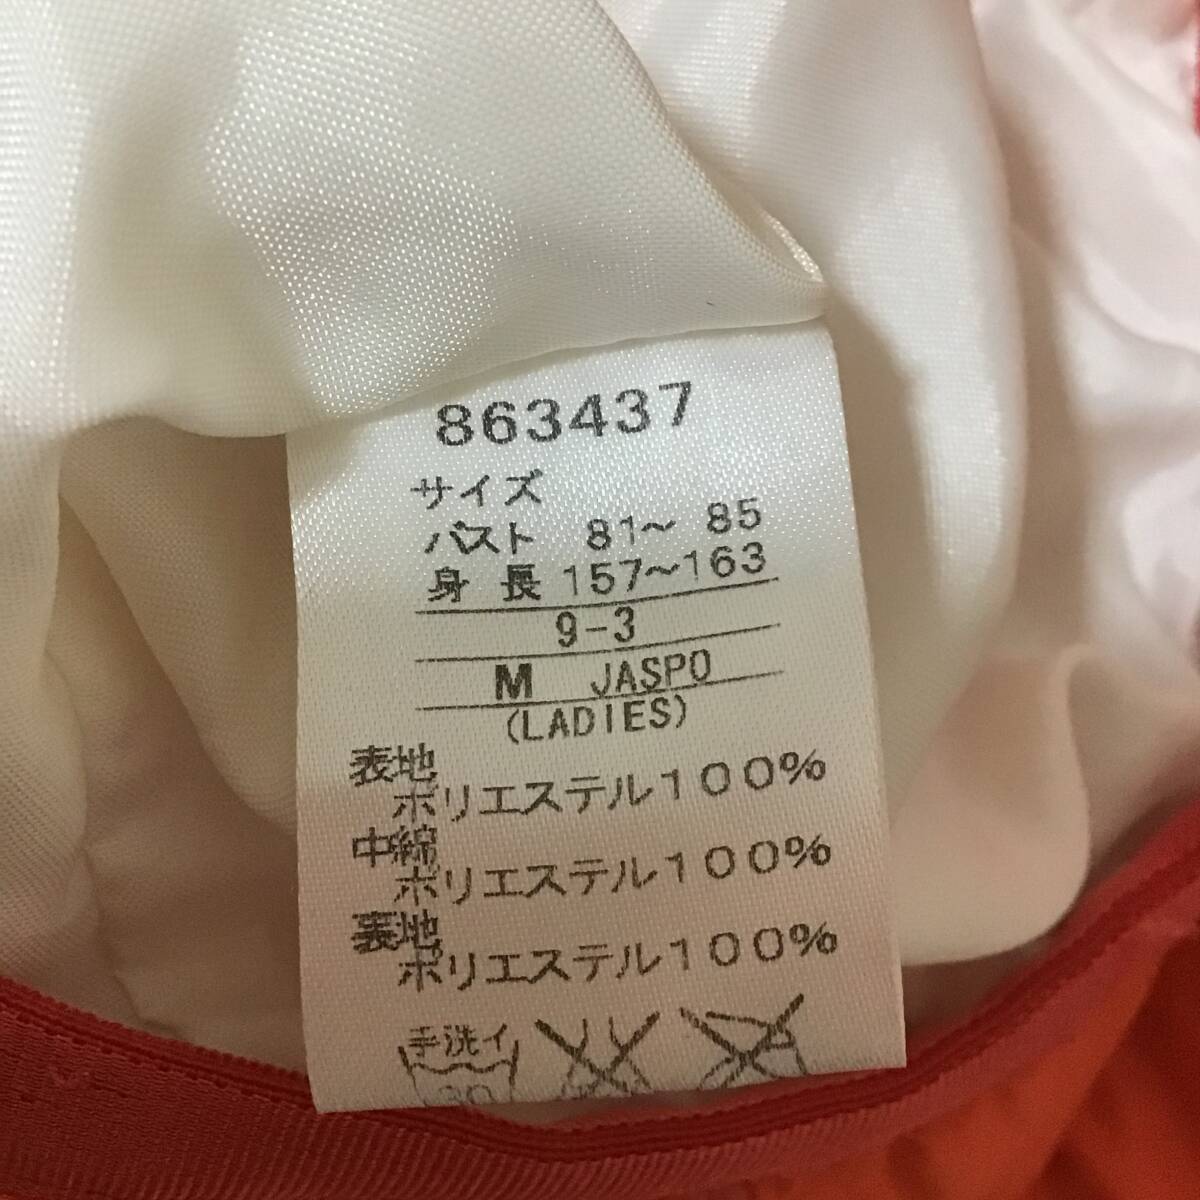 863437
サイズ
バスト 81〜 85
身 長 157〜163
9-3
M JASPO
(LADIES)
表地
ポリエステル100%
中綿
ポリエステル100%
裏地
ポリエステル100%
手洗イ
30